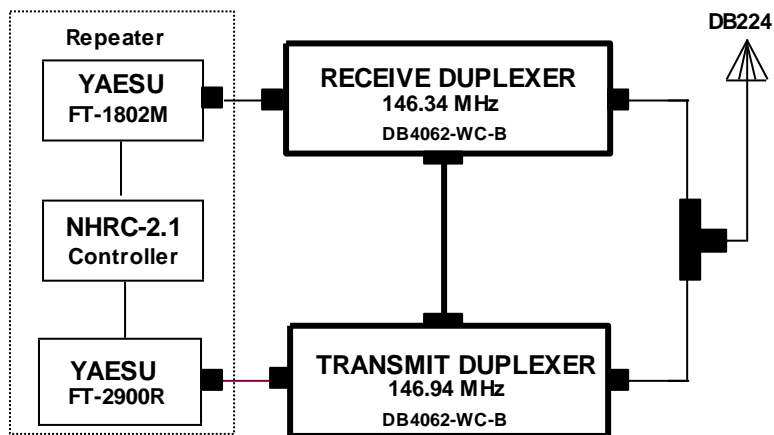 Repeater
YAESU
FT-1802M
NHRC-2.1
Controller
YAESU
FT-2900R
RECEIVE DUPLEXER
146.34 MHz
DB4062-WC-B
TRANSMIT DUPLEXER
146.94 MHz
DB4062-WC-B
DB224